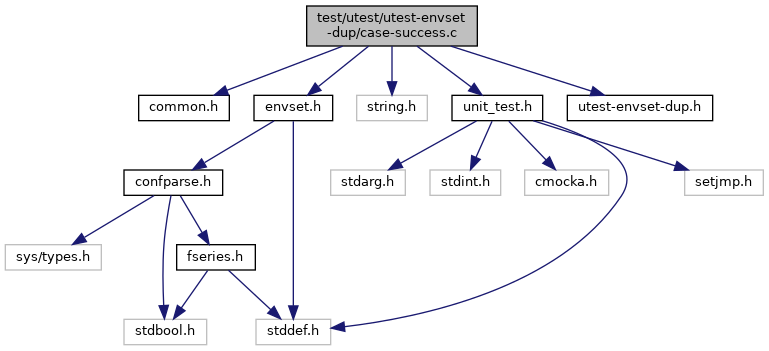 test/utest/utest-envset
-dup/case-success.c
common.h
envset.h
string.h
unit_test.h
utest-envset-dup.h
confparse.h
stdarg.h
stdint.h
cmocka.h
setjmp.h
sys/types.h
fseries.h
stdbool.h
stddef.h